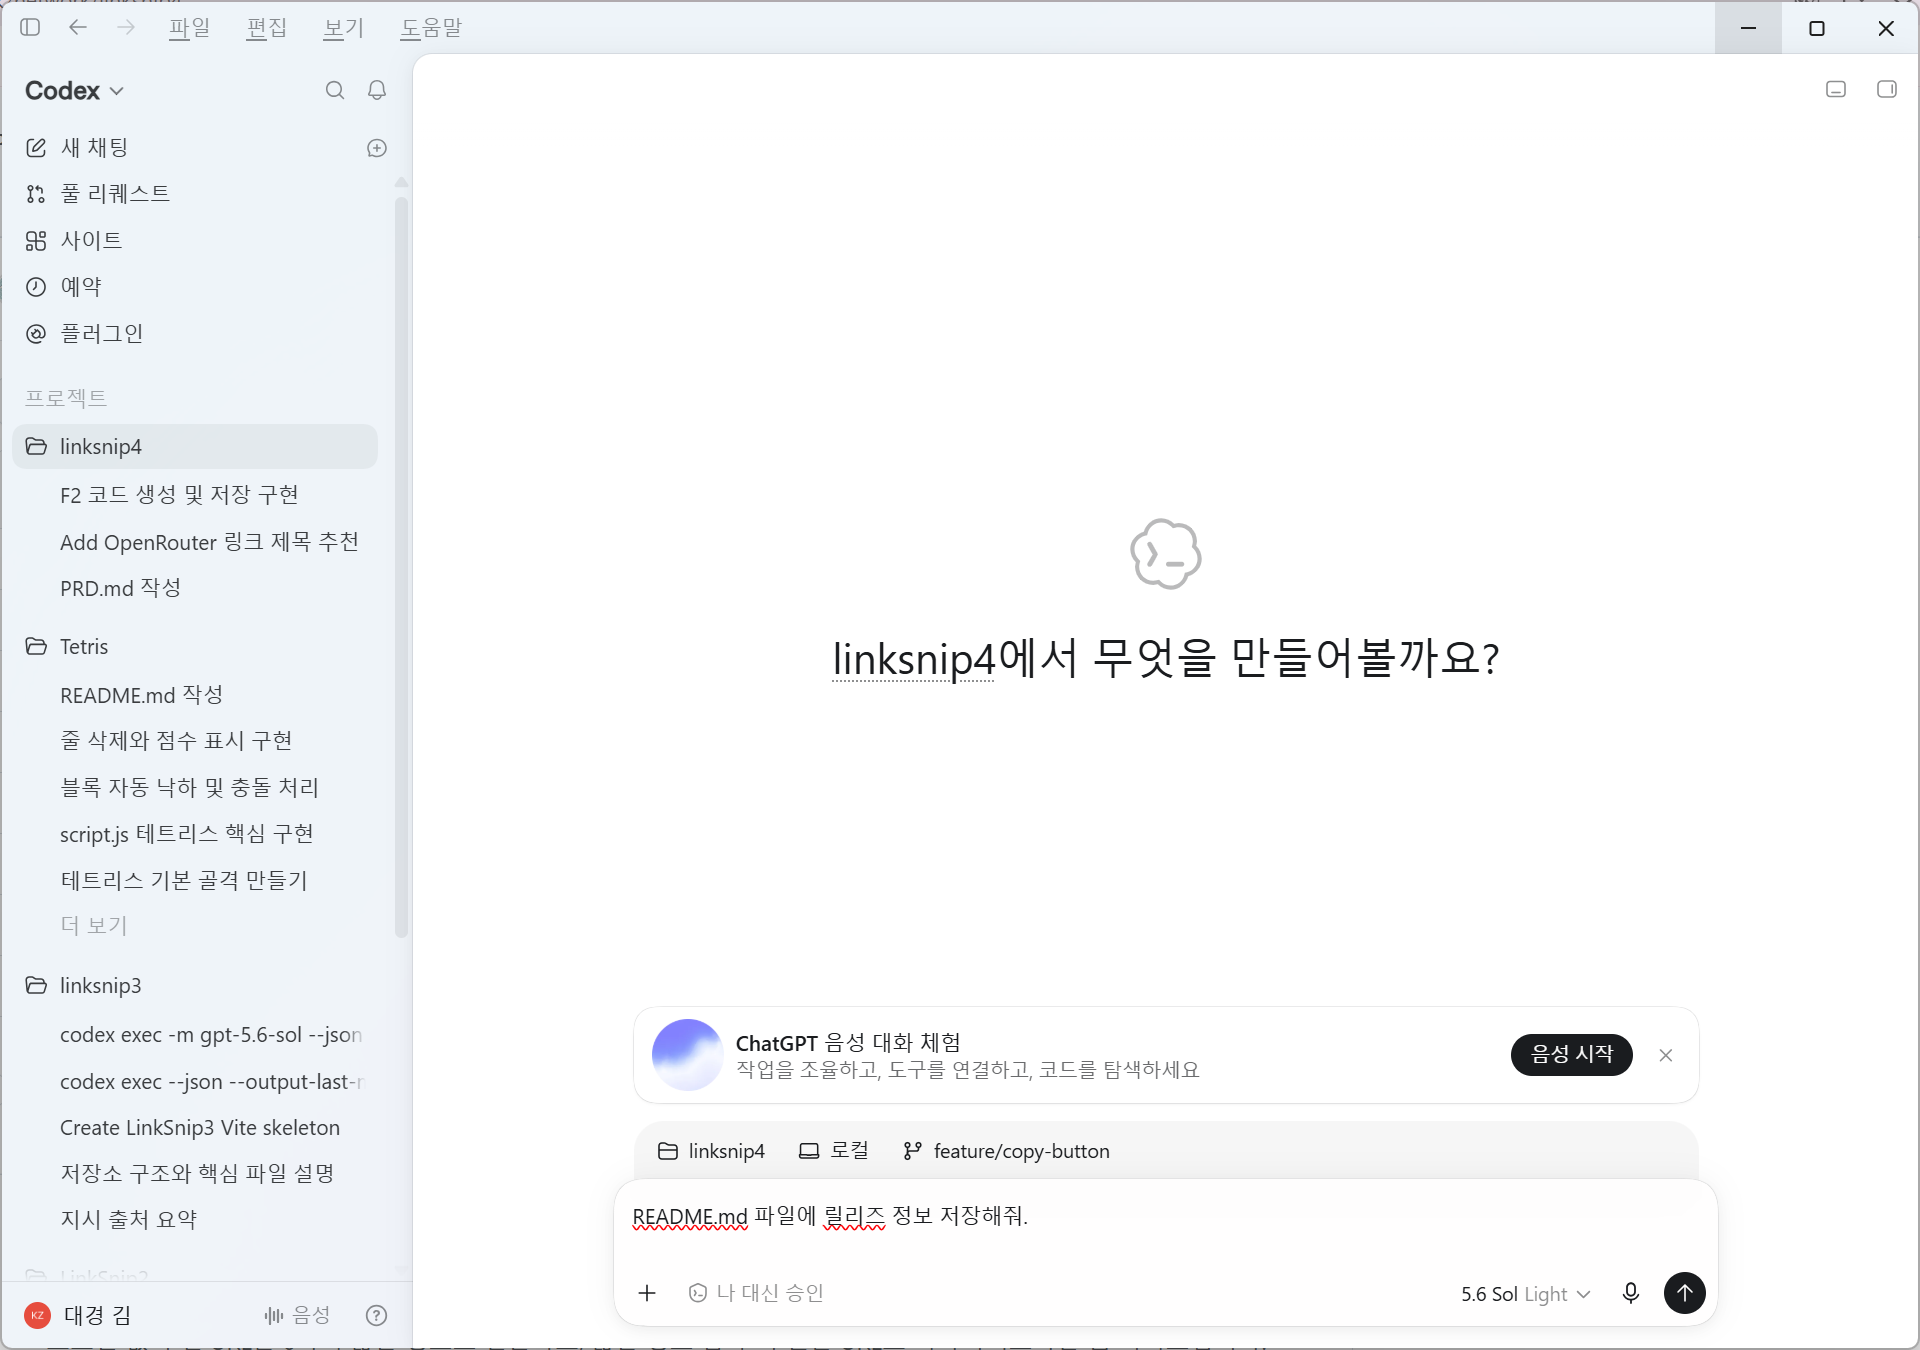 파일 편집 보기 도움말
Codex
새 채팅
풀 리퀘스트
사이트
예약
플러그인
프로젝트
linksnip4
F2 코드 생성 및 저장 구현
Add OpenRouter 링크 제목 추천
PRD.md 작성
Tetris
README.md 작성
줄 삭제와 점수 표시 구현
블록 자동 낙하 및 충돌 처리
script.js 테트리스 핵심 구현
테트리스 기본 골격 만들기
더 보기
linksnip3
codex exec -m gpt-5.6-sol --json
codex exec --json --output-last-
Create LinkSnip3 Vite skeleton
저장소 구조와 핵심 파일 설명
지시 출처 요약
LinkSnip2
KZ 대경 김 음성
linksnip4에서 무엇을 만들어볼까요?
ChatGPT 음성 대화 체험
작업을 조율하고, 도구를 연결하고, 코드를 탐색하세요
음성 시작
linksnip4 로컬 feature/copy-button
README.md 파일에 릴리즈 정보 저장해줘.
나 대신 승인 5.6 Sol Light